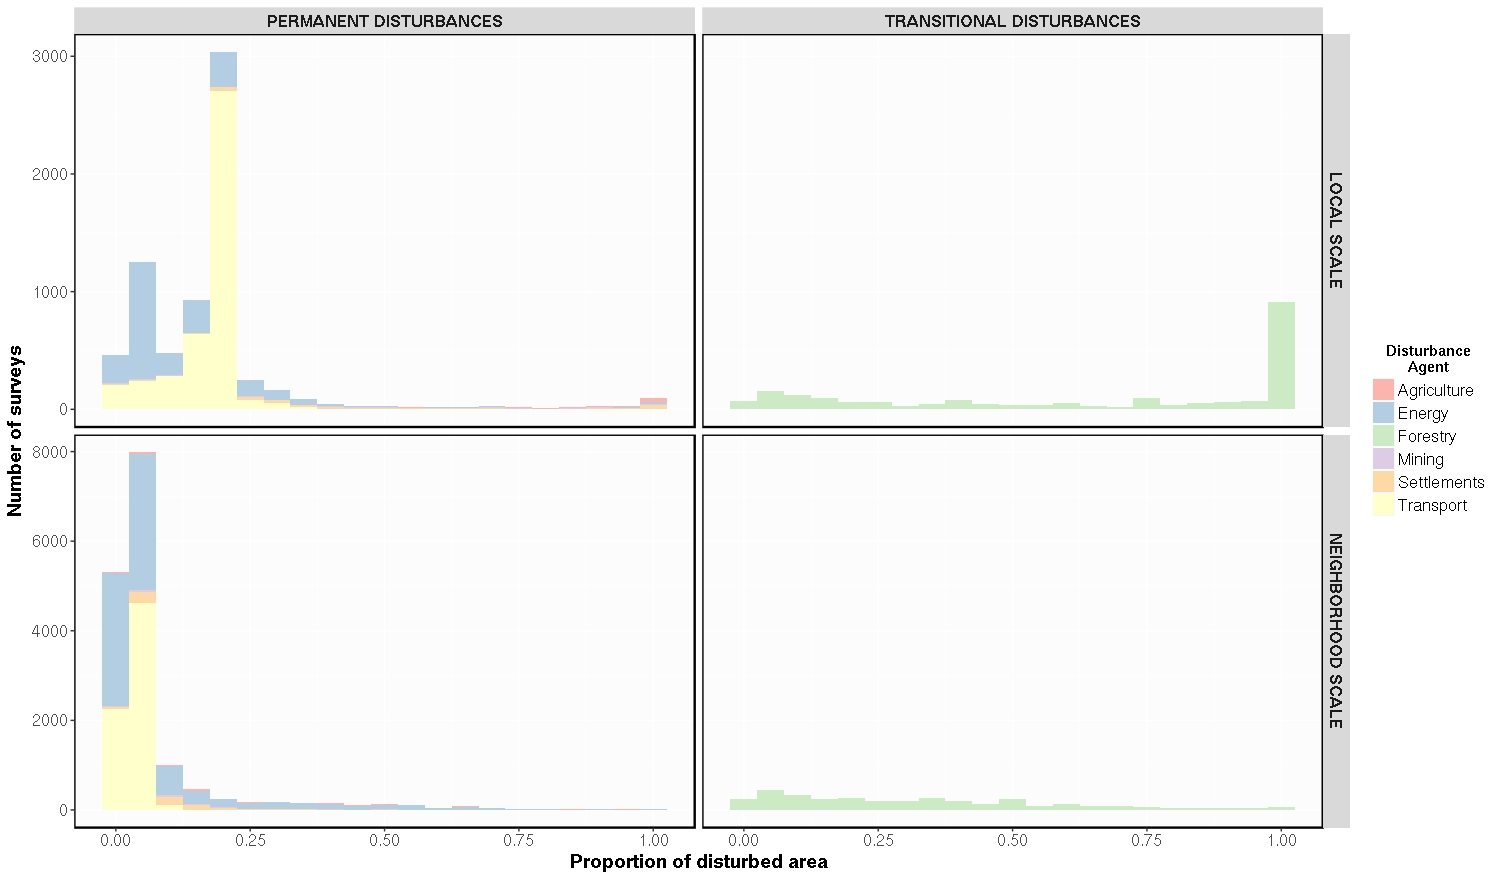 PERMANENT DISTURBANCES
TRANSITIONAL DISTURBANCES
3000
2000
1000
0
LOCAL SCALE
8000
6000
4000
2000
0
NEIGHBORHOOD SCALE
Number of surveys
0.00 0.25 0.50 0.75 1.00
0.00 0.25 0.50 0.75 1.00
Proportion of disturbed area
Disturbance
Agent
Agriculture
Energy
Forestry
Mining
Settlements
Transport